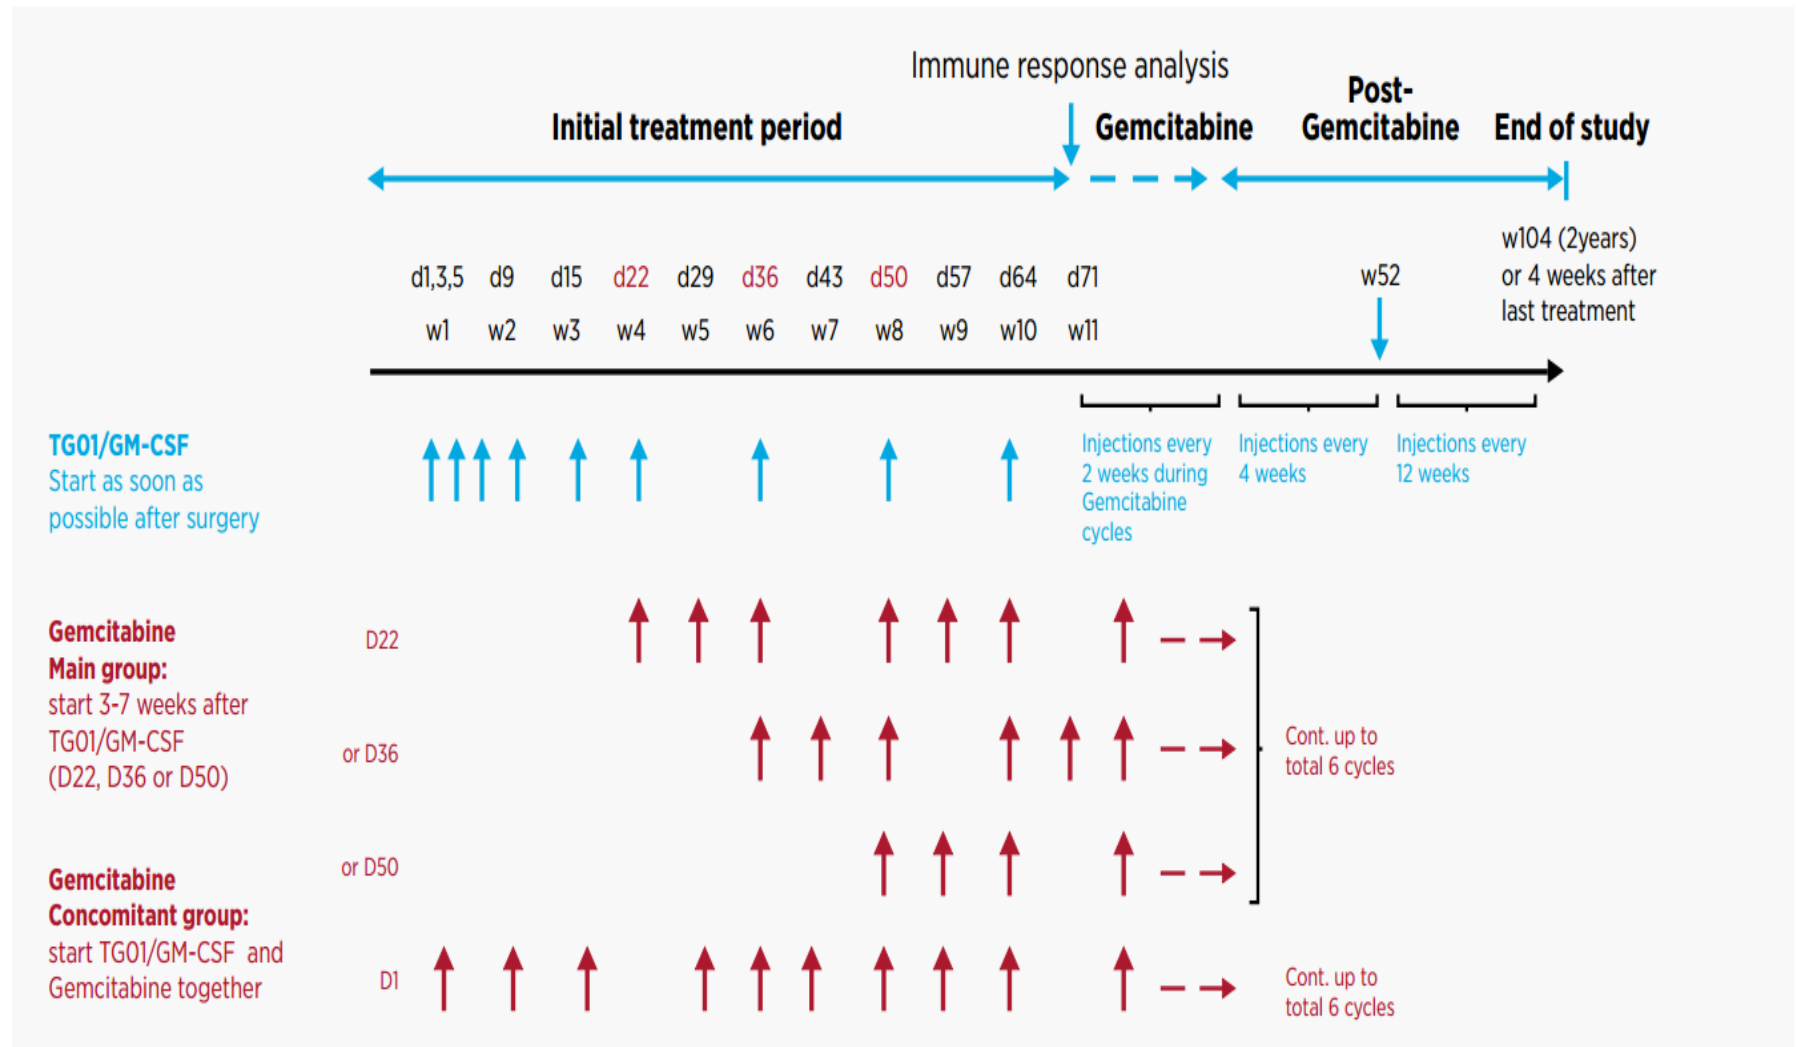 Immune response analysis
Initial treatment period
Gemcitabine
Post-
Gemcitabine
End of study
w104 (2years)
or 4 weeks after
last treatment
d1,3,5 d9 d15 d22 d29 d36 d43 d50 d57 d64 d71
w52
w1 w2 w3 w4 w5 w6 w7 w8 w9 w10 w11
TG01/GM-CSF
Start as soon as
possible after surgery
Injections every
2 weeks during
Gemcitabine
cycles
Injections every
4 weeks
Injections every
12 weeks
Gemcitabine
Main group:
start 3-7 weeks after
TG01/GM-CSF
(D22, D36 or D50)
D22
or D36
or D50
Cont. up to
total 6 cycles
Gemcitabine
Concomitant group:
start TG01/GM-CSF and
Gemcitabine together
D1
Cont. up to
total 6 cycles